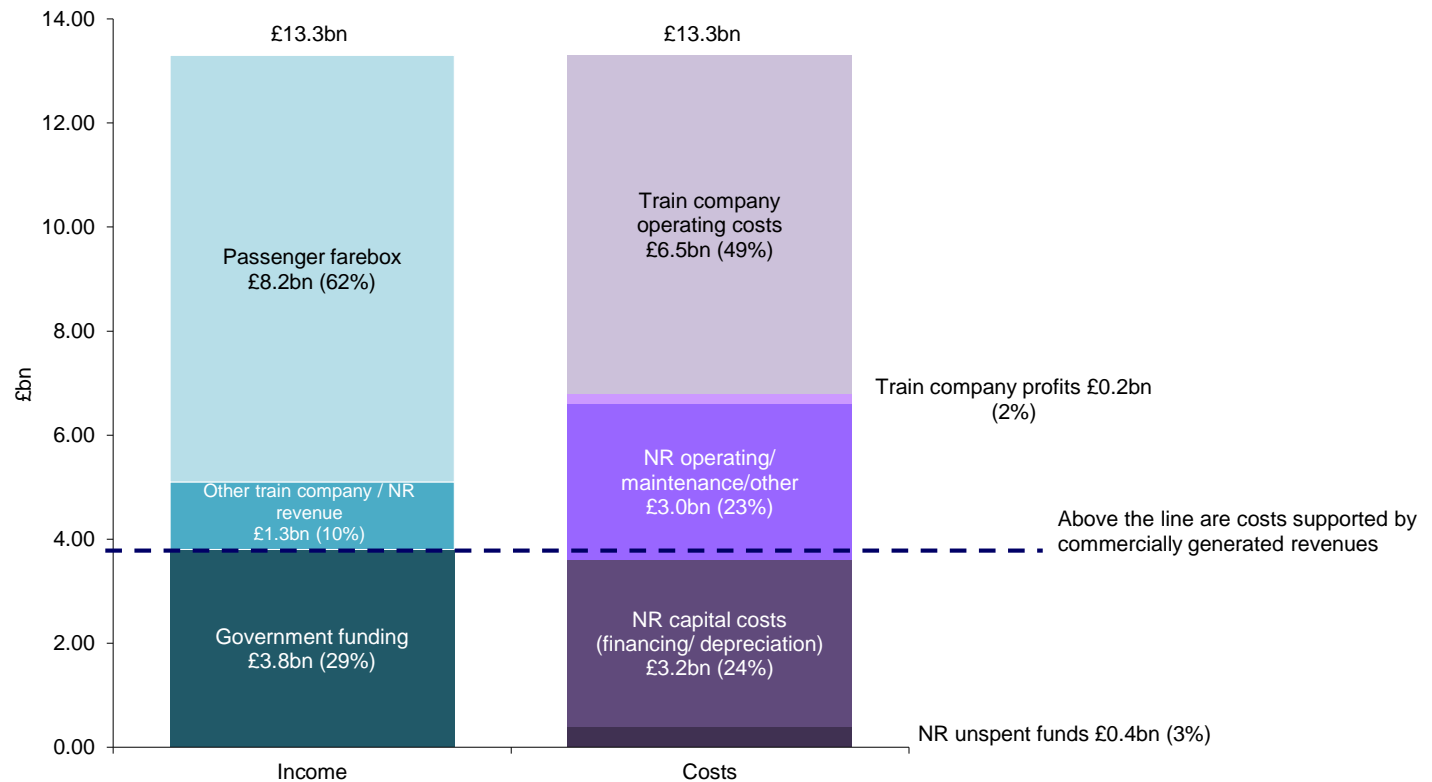 £13.3bn
£13.3bn
14.00
12.00
10.00
8.00
6.00
4.00
2.00
0.00
£bn
Passenger farebox
£8.2bn (62%)
Other train company / NR
revenue
£1.3bn (10%)
Government funding
£3.8bn (29%)
Train company
operating costs
£6.5bn (49%)
Train company profits £0.2bn
(2%)
NR operating/
maintenance/other
£3.0bn (23%)
Above the line are costs supported by
commercially generated revenues
NR capital costs
(financing/ depreciation)
£3.2bn (24%)
NR unspent funds £0.4bn (3%)
Income
Costs